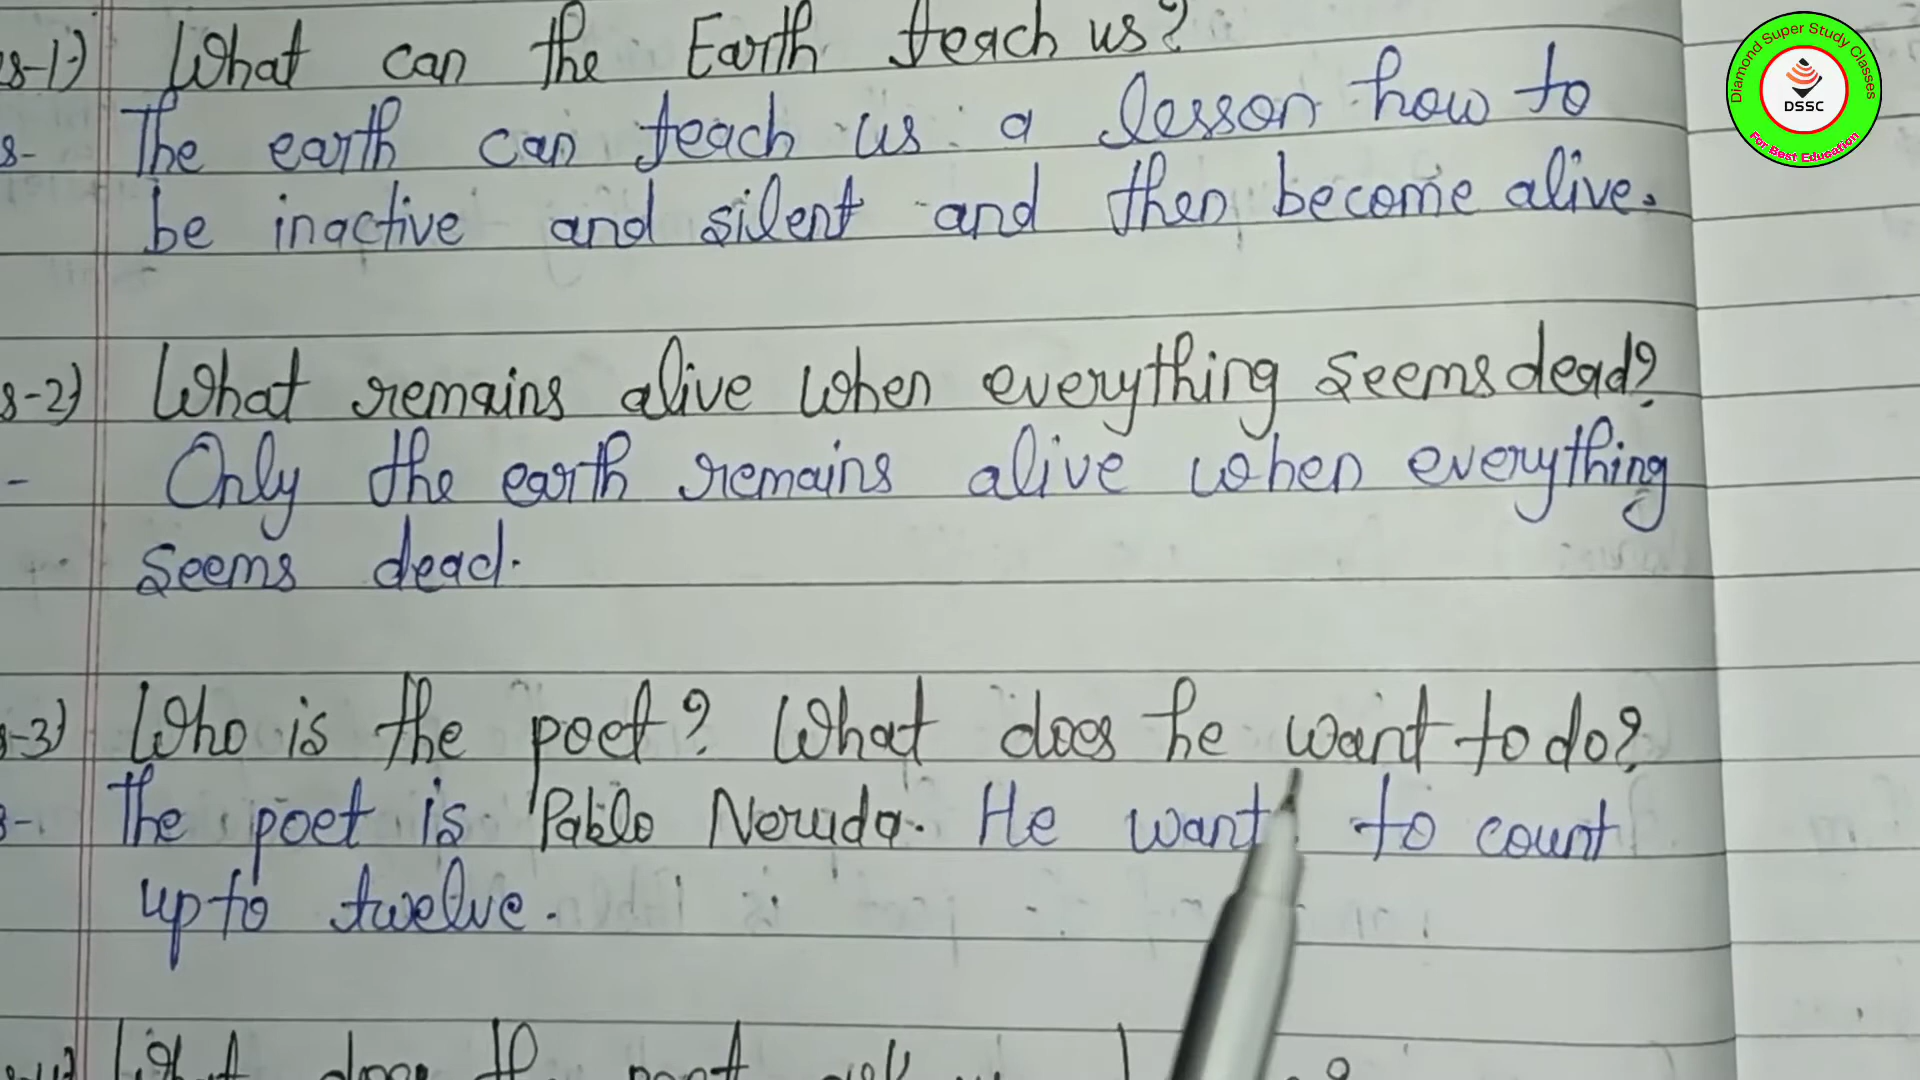 s-1) What can the Earth teach us?
s- The earth can teach us a lesson how to
be inactive and silent and then become alive.
s-2) What remains alive when everything seems dead?
- Only the earth remains alive when everything
seems dead.
s-3) Who is the poet? What does he want to do?
s- The poet is Pablo Neruda. He want to count
upto twelve.
Diamond Super Study Classes
DSSC
For Best Education